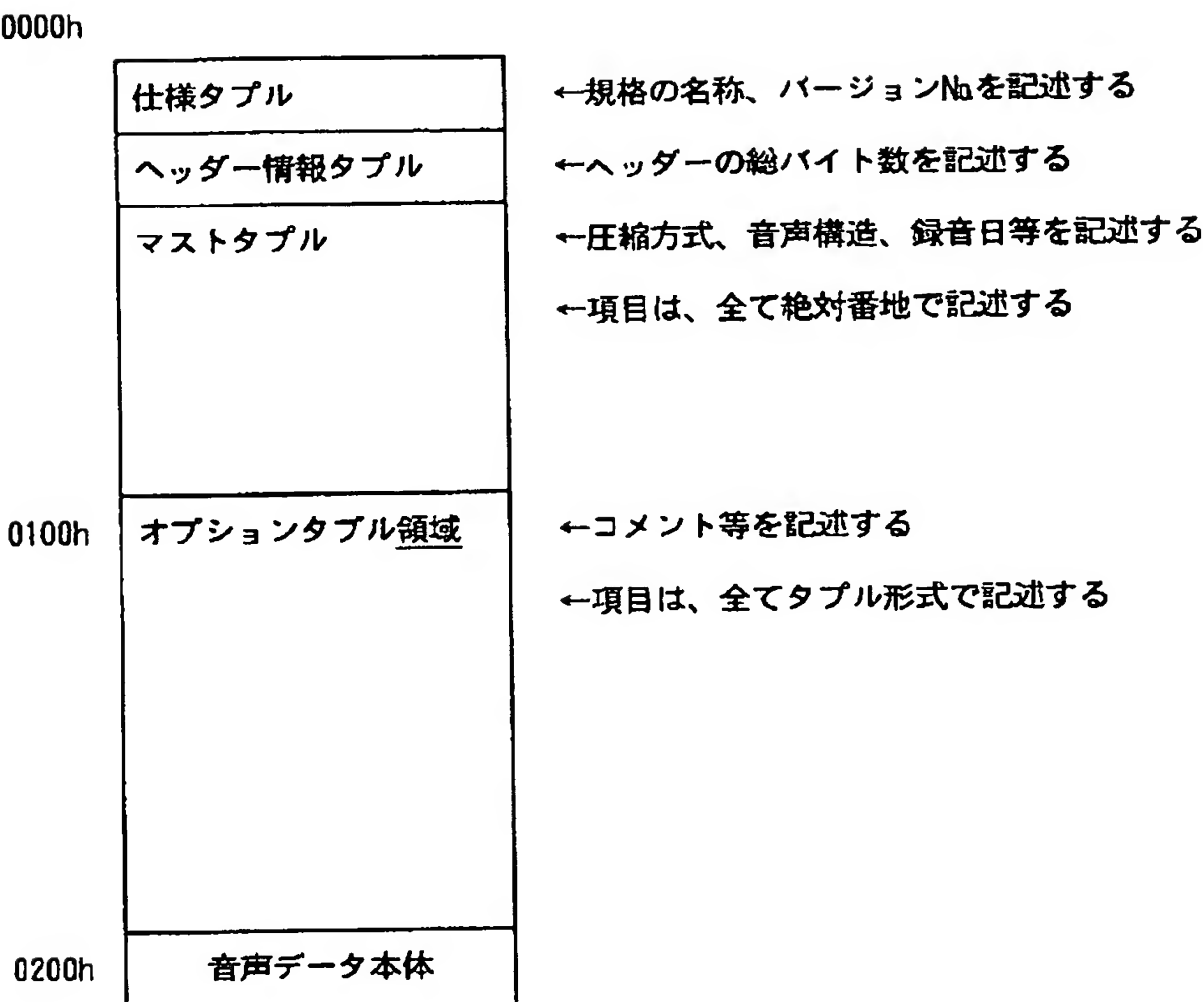 0000h
仕様タプル ←規格の名称、バージョン№を記述する
ヘッダー情報タプル ←ヘッダーの総バイト数を記述する
マストタプル ←圧縮方式、音声構造、録音日等を記述する
←項目は、全て絶対番地で記述する
0100h オプションタプル領域 ←コメント等を記述する
←項目は、全てタプル形式で記述する
0200h 音声データ本体